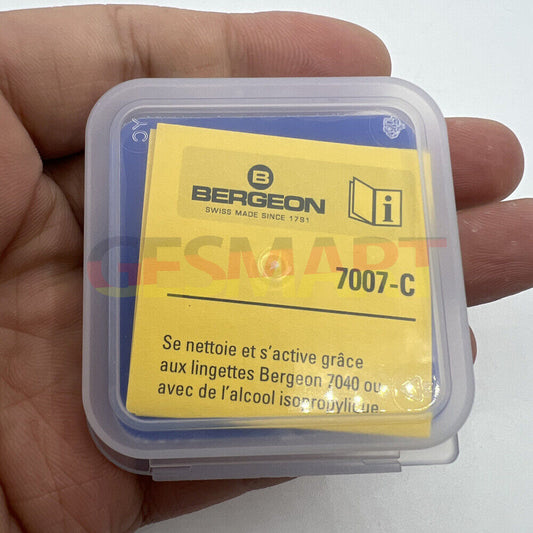 B
BERGEON
SWISS MADE SINCE 1791
i
GFSMART
7007-C
Se nettoie et s'active grâce
aux lingettes Bergeon 7040 ou
avec de l'alcool isopropylique